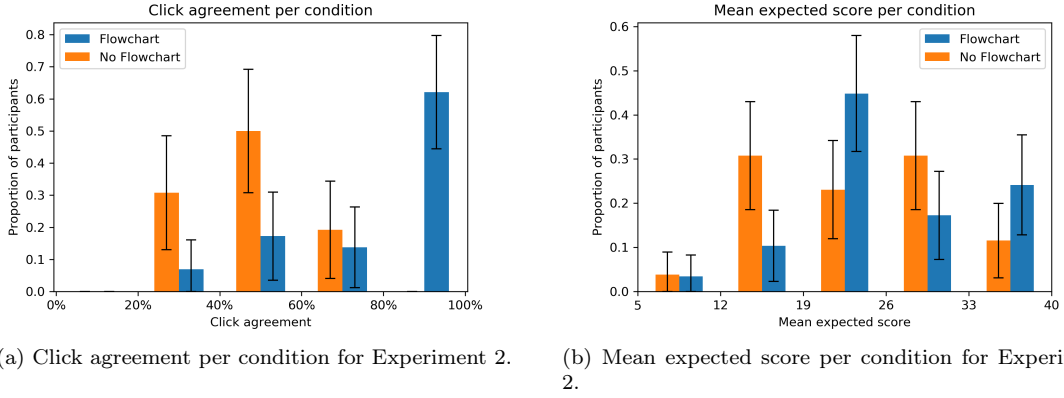 Click agreement per condition
Flowchart
No Flowchart
Proportion of participants
0.8
0.7
0.6
0.5
0.4
0.3
0.2
0.1
0.0
0% 20% 40% 60% 80% 100%
Click agreement
(a) Click agreement per condition for Experiment 2.
Mean expected score per condition
Flowchart
No Flowchart
Proportion of participants
0.6
0.5
0.4
0.3
0.2
0.1
0.0
5 12 19 26 33 40
Mean expected score
(b) Mean expected score per condition for Experi
2.